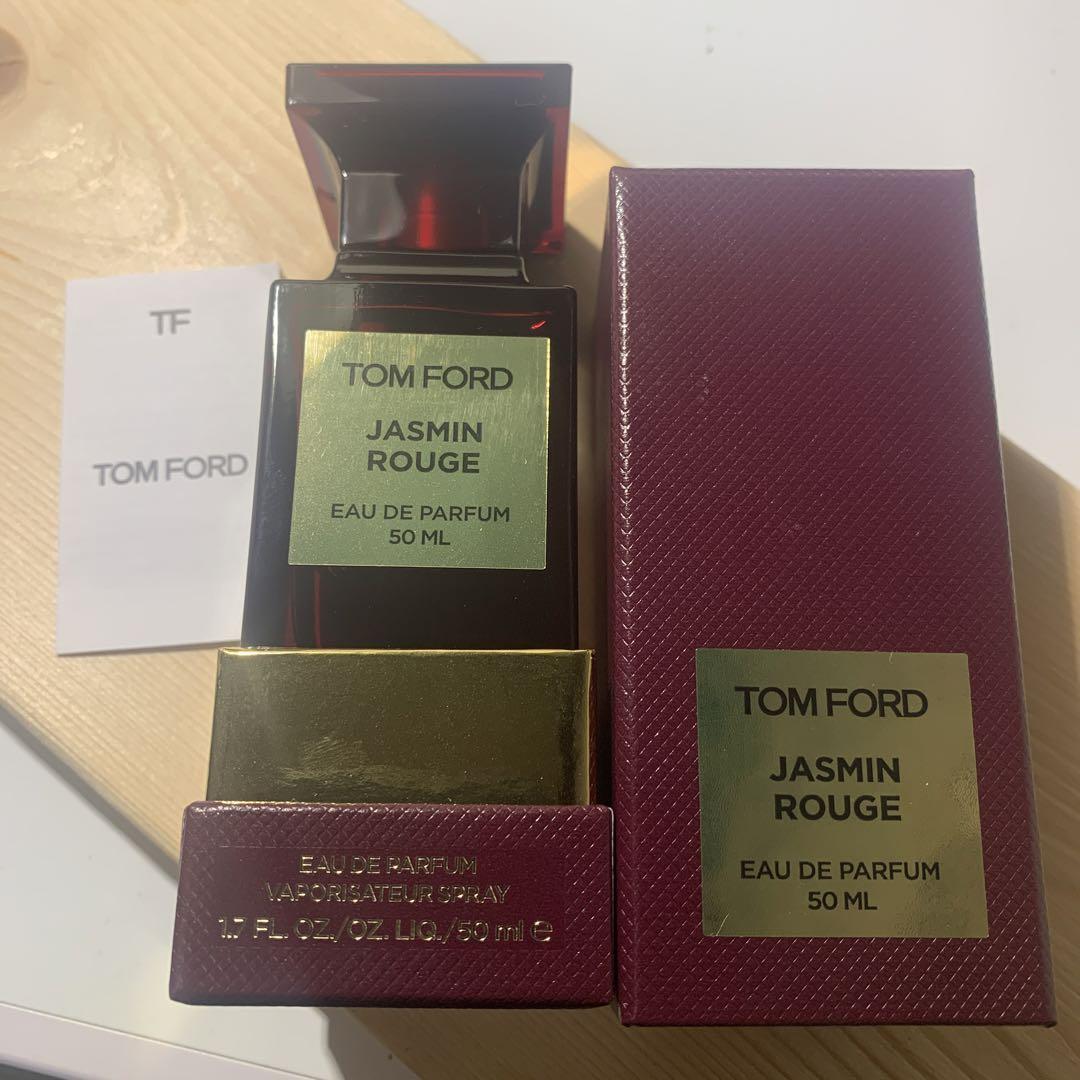 TF
TOM FORD
TOM FORD
JASMIN
ROUGE
EAU DE PARFUM
50 ML
EAU DE PARFUM
VAPORISATEUR SPRAY
1.7 FL. OZ./OZ. LIQ./50 ml e
TOM FORD
JASMIN
ROUGE
EAU DE PARFUM
50 ML